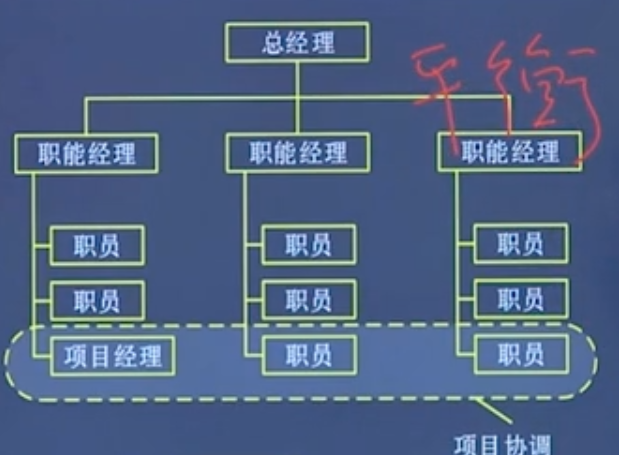 总经理
平衡
职能经理 职能经理 职能经理
职员 职员 职员
职员 职员 职员
项目经理 职员 职员
项目协调